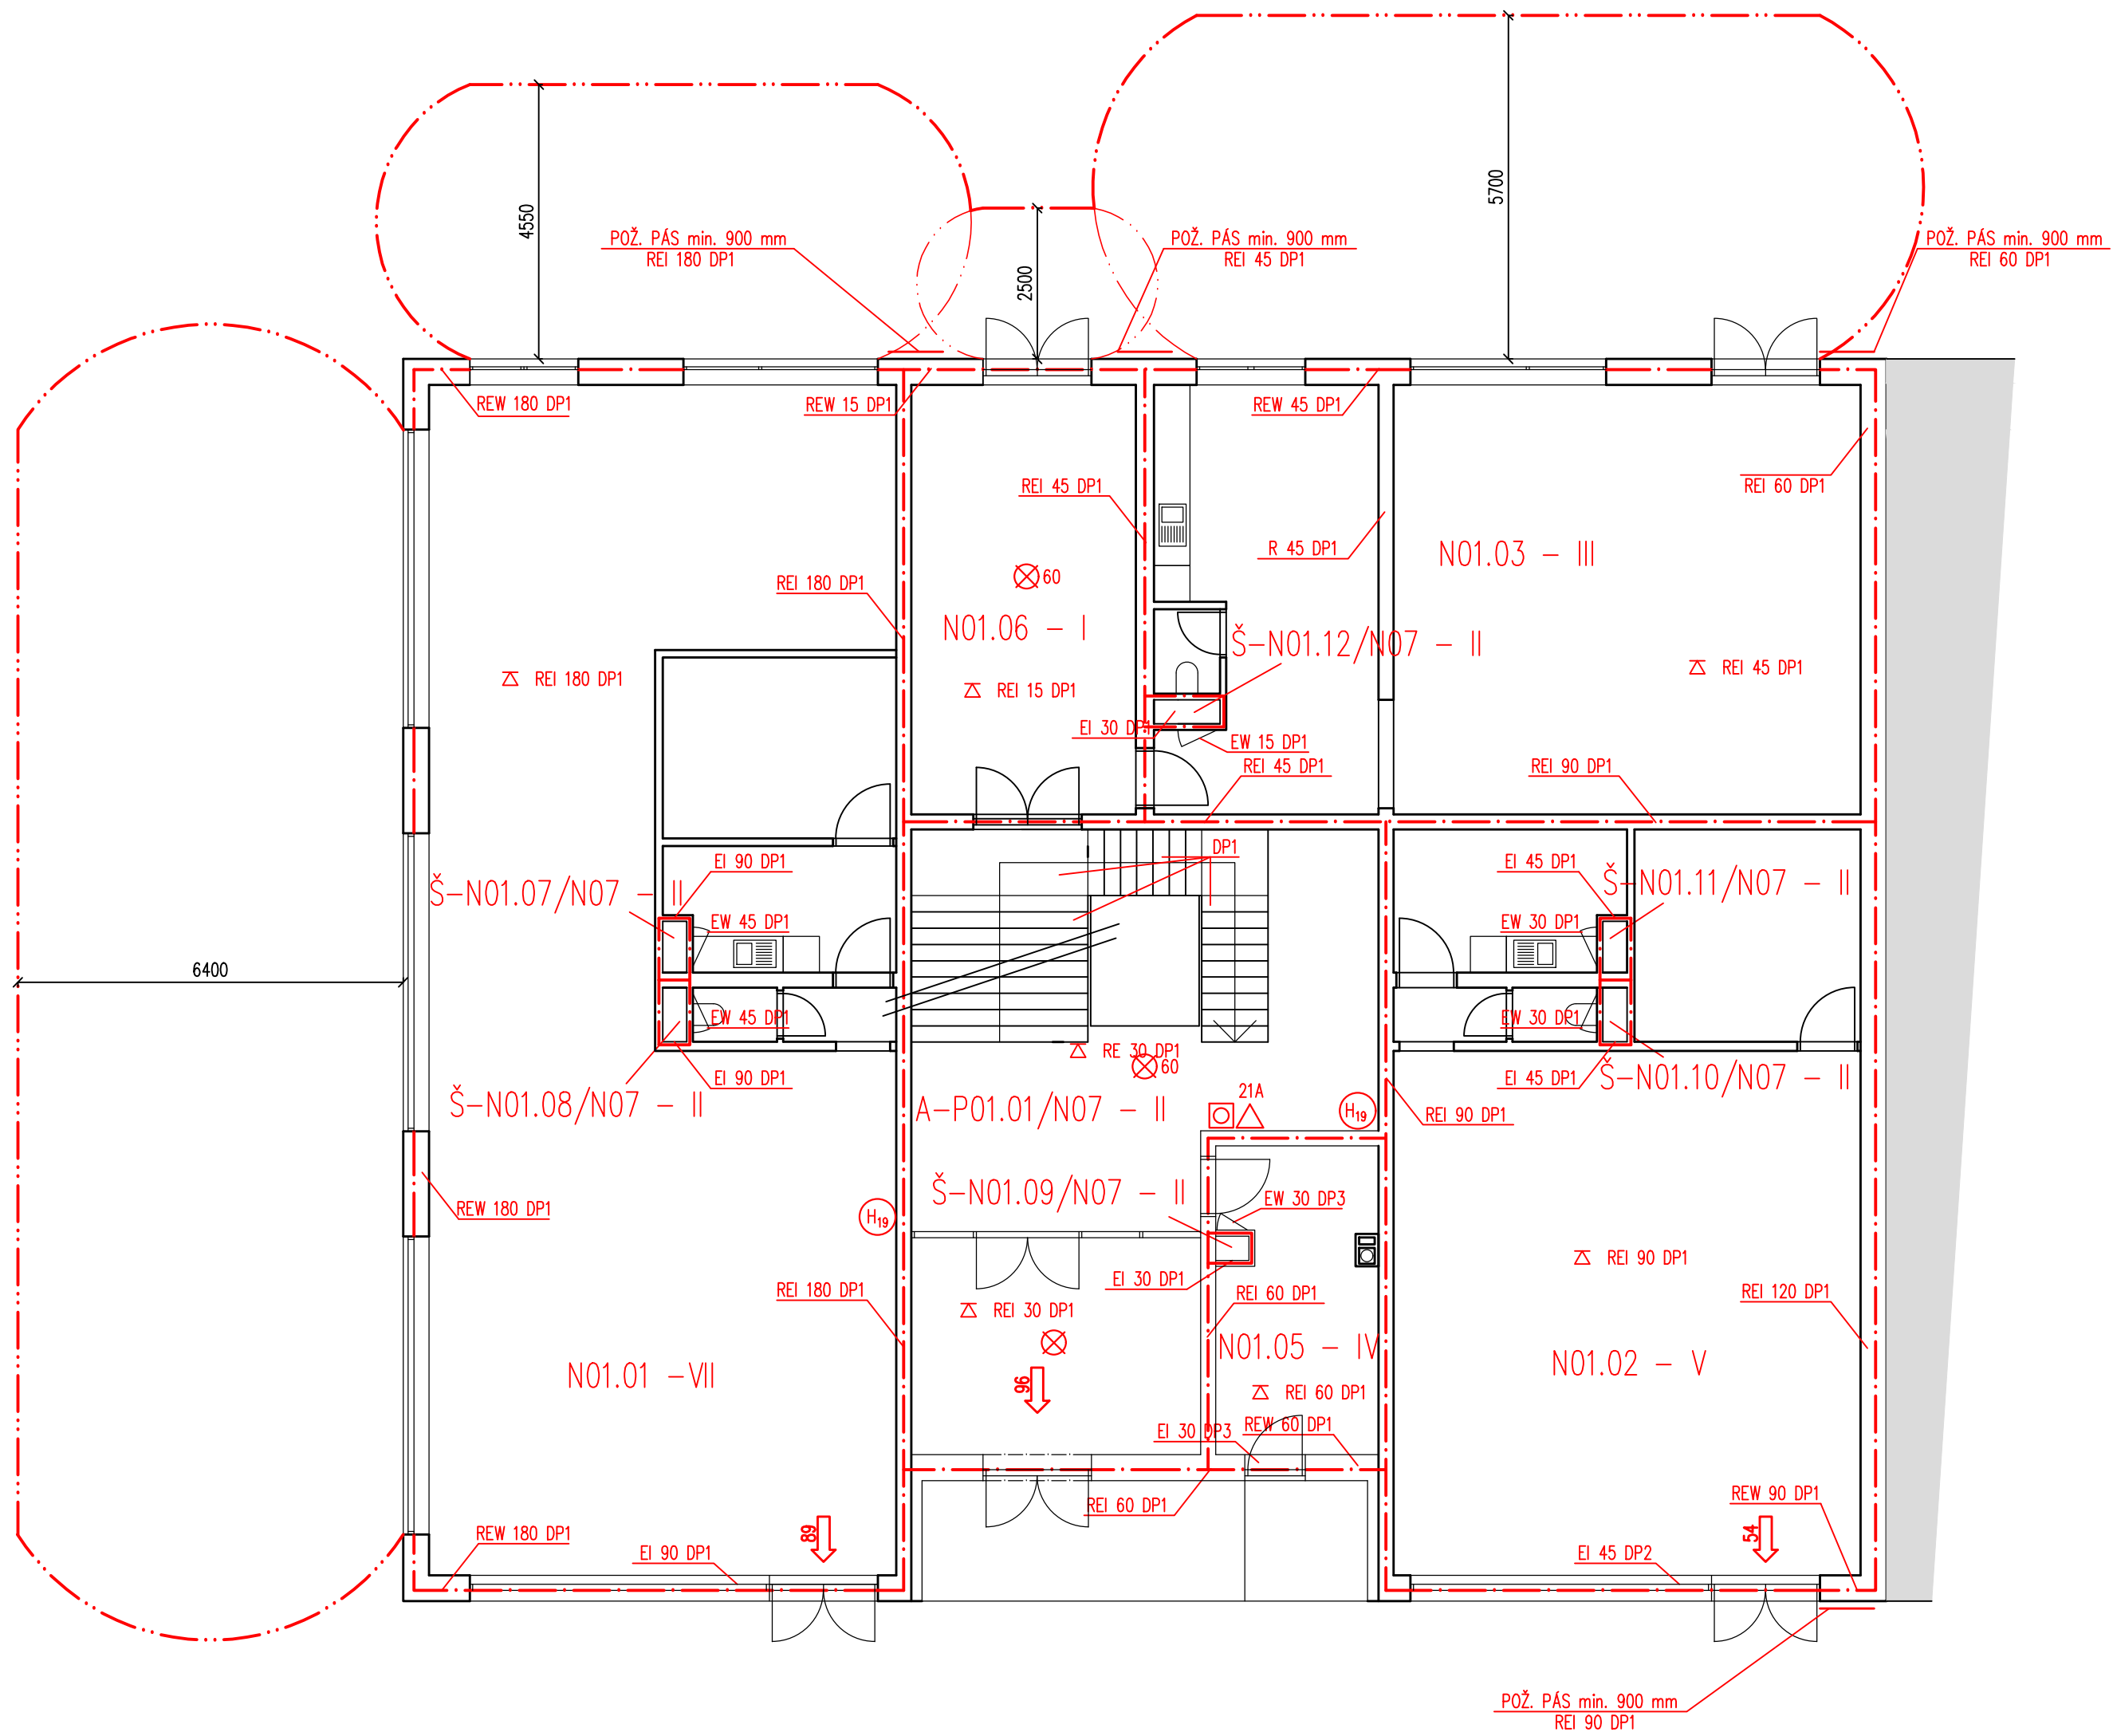 4550
5700
2500
POŽ. PÁS min. 900 mm
REI 180 DP1
POŽ. PÁS min. 900 mm
REI 45 DP1
POŽ. PÁS min. 900 mm
REI 60 DP1
REW 180 DP1
REW 15 DP1
REW 45 DP1
REI 45 DP1
REI 60 DP1
R 45 DP1
N01.03 - III
REI 180 DP1
60
N01.06 - I
Š-N01.12/N07 - II
REI 180 DP1
REI 15 DP1
REI 45 DP1
EI 30 DP1
EW 15 DP1
REI 45 DP1
REI 90 DP1
DP1
EI 90 DP1
EI 45 DP1
Š-N01.07/N07 - II
Š-N01.11/N07 - II
EW 45 DP1
EW 30 DP1
6400
EW 45 DP1
EW 30 DP1
RE 30 DP1
60
EI 90 DP1
EI 45 DP1
Š-N01.08/N07 - II
Š-N01.10/N07 - II
21A
A-P01.01/N07 - II
H19
REI 90 DP1
Š-N01.09/N07 - II
EW 30 DP3
REW 180 DP1
H19
REI 90 DP1
EI 30 DP1
REI 180 DP1
REI 60 DP1
REI 120 DP1
REI 30 DP1
N01.05 - IV
N01.02 - V
N01.01 -VII
96
REI 60 DP1
EI 30 DP3
REW 60 DP1
REI 60 DP1
REW 90 DP1
REW 180 DP1
89
54
EI 90 DP1
EI 45 DP2
POŽ. PÁS min. 900 mm
REI 90 DP1